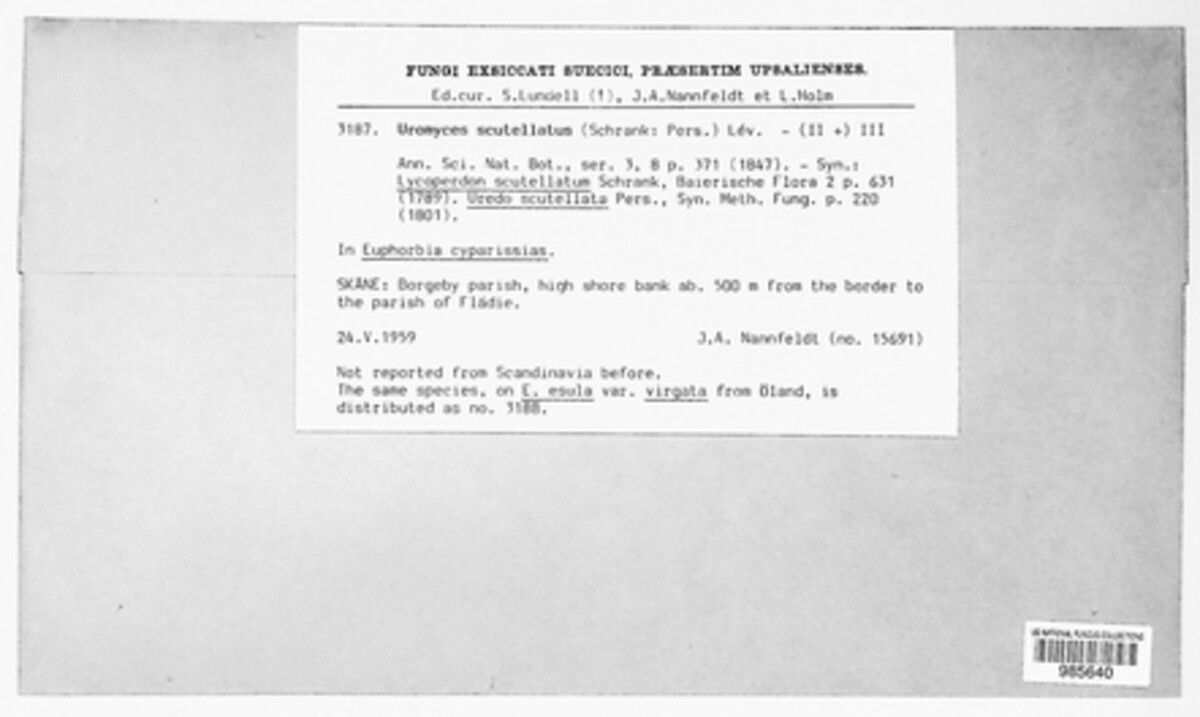 FUNGI EXSICCATI SUECICI, PRÆSERTIM UPSALIENSES.
Ed.cur. S.Lundell (†), J.A.Nannfeldt et L.Holm
3187. Uromyces scutellatus (Schrank: Pers.) Lév. - (II +) III
Ann. Sci. Nat. Bot., ser. 3, 8 p. 371 (1847). - Syn.:
Lycoperdon scutellatum Schrank, Baierische Flora 2 p. 631
(1789). Uredo scutellata Pers., Syn. Meth. Fung. p. 220
(1801).
In Euphorbia cyparissias.
SKÅNE: Borgeby parish, high shore bank ab. 500 m from the border to
the parish of Flädie.
24.V.1959 J.A. Nannfeldt (no. 15691)
Not reported from Scandinavia before.
The same species, on E. esula var. virgata from Öland, is
distributed as no. 3188.
US NATIONAL FUNGUS COLLECTIONS
985640